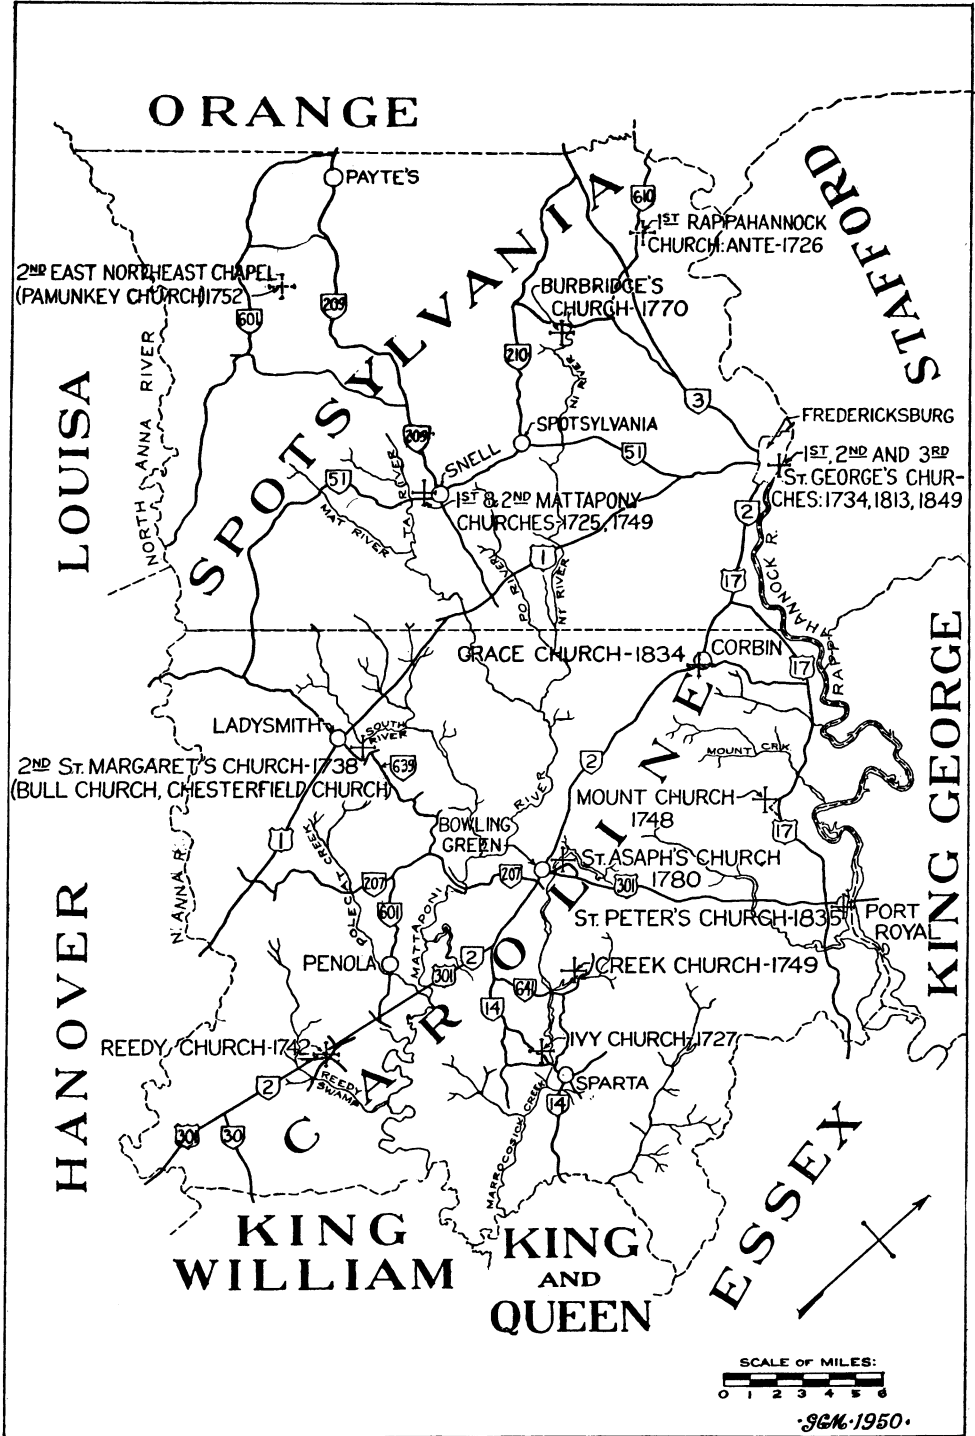 ORANGE
STAFFORD
PAYTE'S
610
1ST RAPPAHANNOCK
CHURCH: ANTE-1726
2ND EAST NORTHEAST CHAPEL
(PAMUNKEY CHURCH) 1752
BURBRIDGE'S
CHURCH-1770
601
209
210
NI RIVER
3
SPOTSYLVANIA
LOUISA
NORTH ANNA RIVER
FREDERICKSBURG
SPOTSYLVANIA
209
51
SNELL
51
1ST, 2ND AND 3RD
ST. GEORGE'S CHUR-
CHES: 1734, 1813, 1849
1ST & 2ND MATTAPONY
CHURCHES-1725, 1749
MAT RIVER
TA RIVER
2
1
PO RIVER
NY RIVER
17
RAPPAHANNOCK R.
GRACE CHURCH-1834
CORBIN
17
KING GEORGE
LADYSMITH
SOUTH
RIVER
MOUNT CRK.
2ND ST. MARGARET'S CHURCH-1738
(BULL CHURCH, CHESTERFIELD CHURCH)
639
2
MOUNT CHURCH
1748
RIVER
1
17
BOWLING
GREEN
ST. ASAPH'S CHURCH
1780
POLECAT CREEK
207
207
301
N. ANNA R.
601
MATTAPONI
ST. PETER'S CHURCH-1835
PORT
ROYAL
HANOVER
CAROLINE
PENOLA
2
301
CREEK CHURCH-1749
641
14
REEDY CHURCH-1742
IVY CHURCH, 1727
2
REEDY
SWAMP
SPARTA
14
301
30
MARROCOSICK CREEK
ESSEX
KING
WILLIAM
KING
AND
QUEEN
SCALE OF MILES:
0 1 2 3 4 5 6
·JGM·1950·